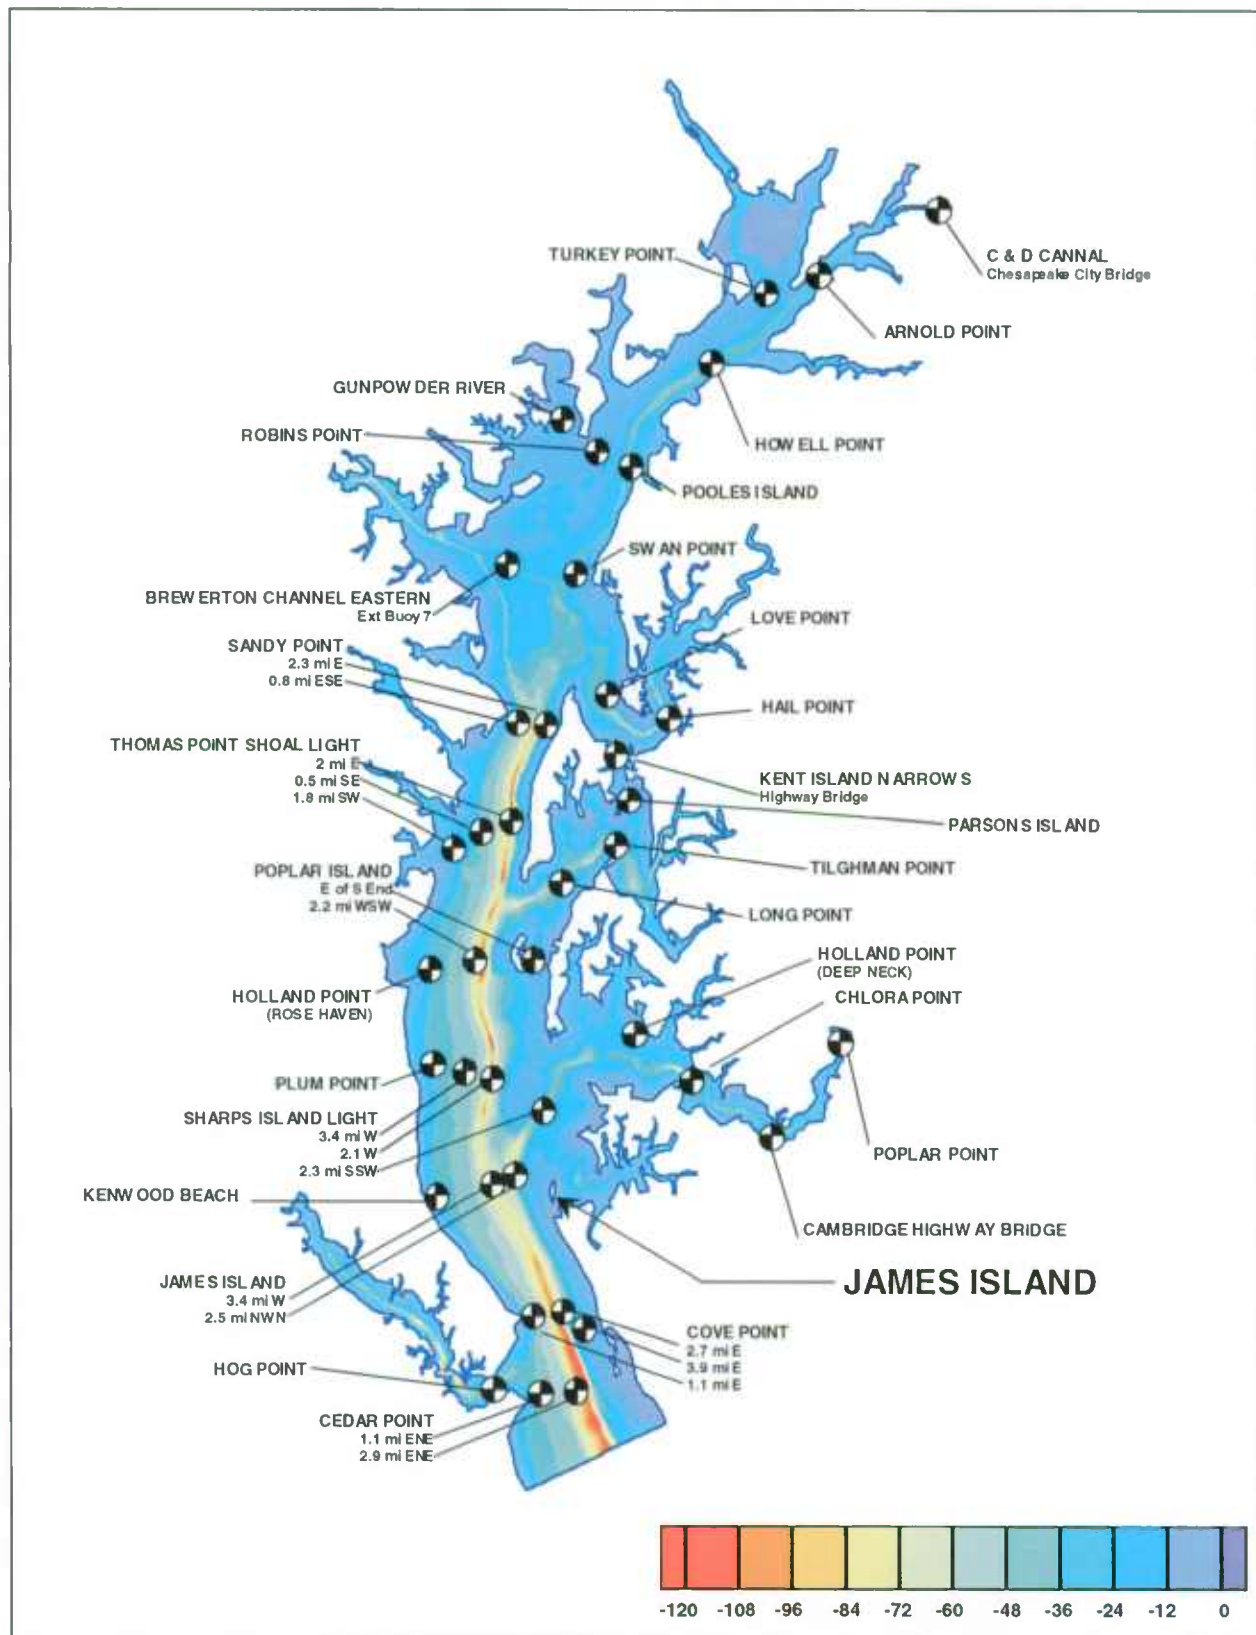 TURKEY POINT
C & D CANNAL
Chesapeake City Bridge
ARNOLD POINT
GUNPOWDER RIVER
ROBINS POINT
HOWELL POINT
POOLES ISLAND
SWAN POINT
BREWERTON CHANNEL EASTERN
Ext Buoy 7
LOVE POINT
SANDY POINT
2.3 mi E
0.8 mi ESE
HAIL POINT
THOMAS POINT SHOAL LIGHT
2 mi E
0.5 mi SE
1.8 mi SW
KENT ISLAND NARROWS
Highway Bridge
PARSONS ISLAND
POPLAR ISLAND
E of S End
2.2 mi WSW
TILGHMAN POINT
LONG POINT
HOLLAND POINT
(DEEP NECK)
HOLLAND POINT
(ROSE HAVEN)
CHLORA POINT
PLUM POINT
SHARPS ISLAND LIGHT
3.4 mi W
2.1 W
2.3 mi SSW
POPLAR POINT
KENWOOD BEACH
CAMBRIDGE HIGHWAY BRIDGE
JAMES ISLAND
3.4 mi W
2.5 mi NWN
JAMES ISLAND
COVE POINT
2.7 mi E
3.9 mi E
1.1 mi E
HOG POINT
CEDAR POINT
1.1 mi ENE
2.9 mi ENE
-120 -108 -96 -84 -72 -60 -48 -36 -24 -12 0